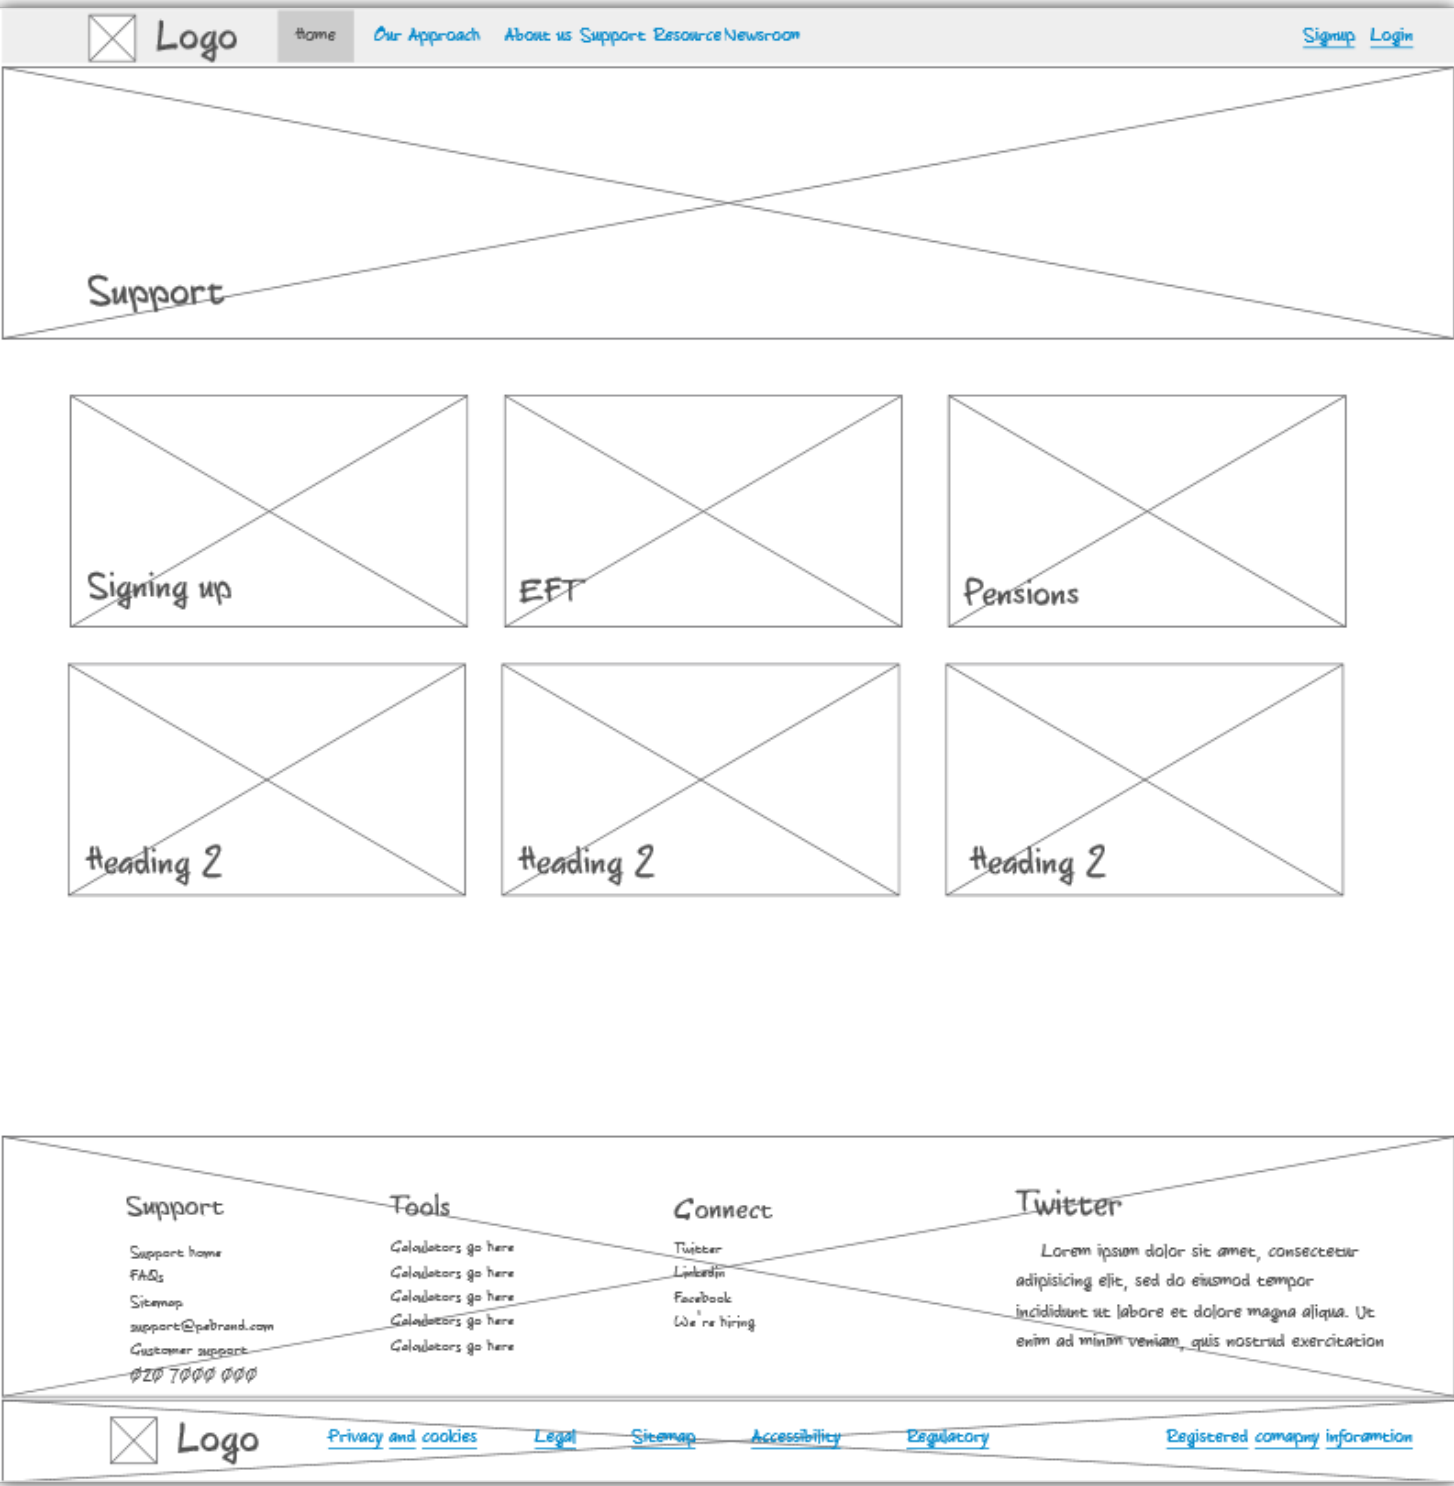 Logo Home Our Approach About us Support Resource Newsroom Signup Login
Support
Signing up
EFT
Pensions
Heading 2
Heading 2
Heading 2
Support
Support home
FAQs
Sitemap
support@pebrand.com
Customer support
020 7000 000
Tools
Calculators go here
Calculators go here
Calculators go here
Calculators go here
Calculators go here
Connect
Twitter
Linkedin
Facebook
We're hiring
Twitter
Lorem ipsum dolor sit amet, consectetur
adipisicing elit, sed do eiusmod tempor
incididunt ut labore et dolore magna aliqua. Ut
enim ad minim veniam, quis nostrud exercitation
Logo Privacy and cookies Legal Sitemap Accessibility Regulatory Registered comapny inforamtion